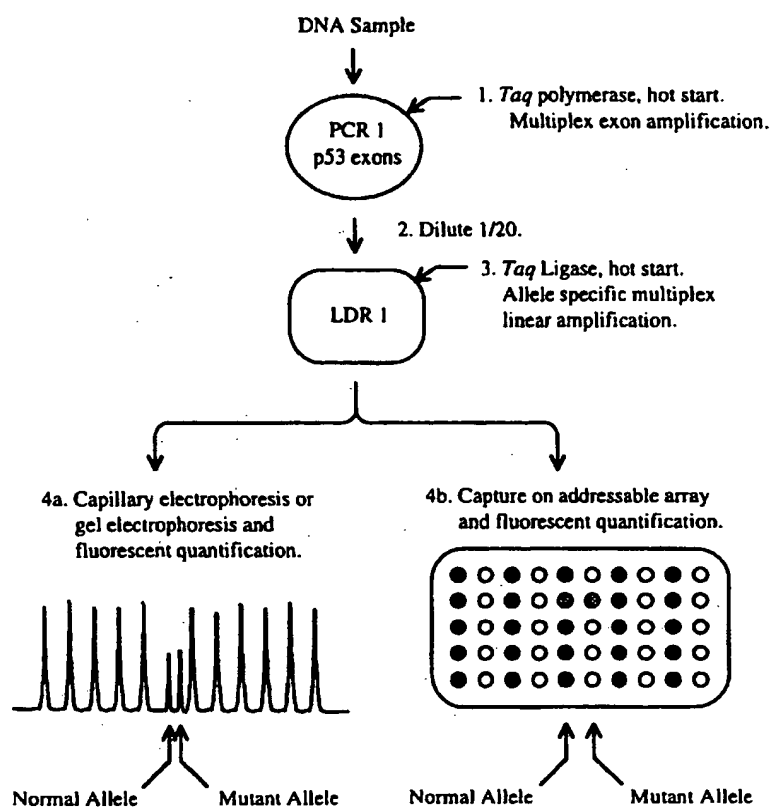 DNA Sample
1. Taq polymerase, hot start.
Multiplex exon amplification.
PCR 1
p53 exons
2. Dilute 1/20.
3. Taq Ligase, hot start.
Allele specific multiplex
linear amplification.
LDR 1
4a. Capillary electrophoresis or
gel electrophoresis and
fluorescent quantification.
4b. Capture on addressable array
and fluorescent quantification.
Normal Allele
Mutant Allele
Normal Allele
Mutant Allele